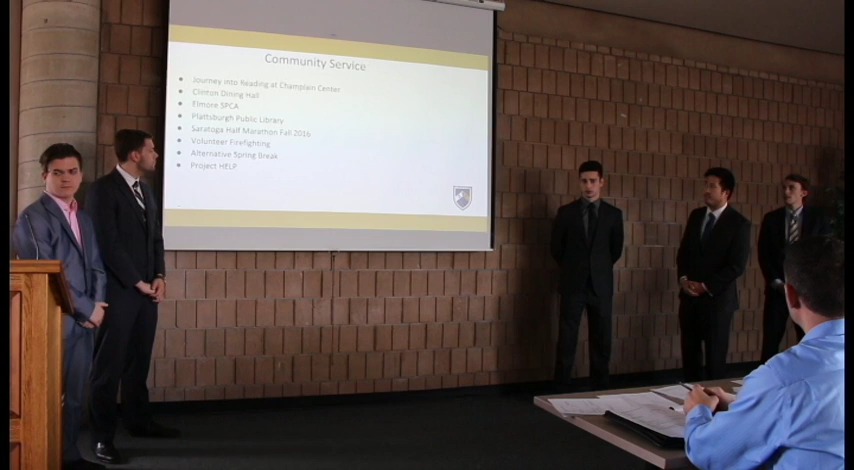 Community Service
Journey into Reading at Champlain Center
Clinton Dining Hall
Elmore SPCA
Plattsburgh Public Library
Saratoga Half Marathon Fall 2016
Volunteer Firefighting
Alternative Spring Break
Project HELP